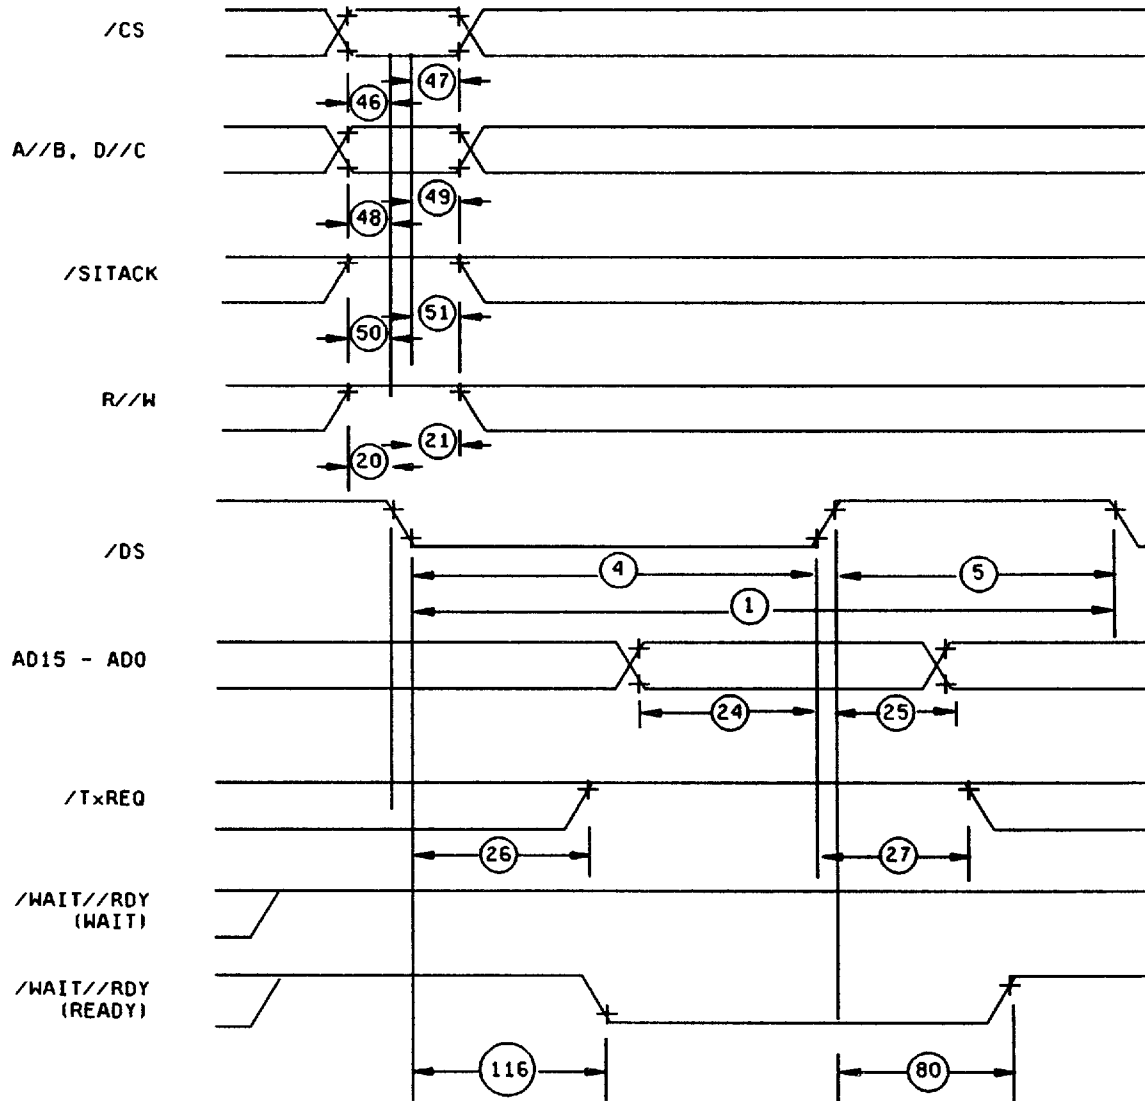 /CS
47
46
A//B, D//C
49
48
/SITACK
51
50
R//W
21
20
/DS
4
5
1
AD15 - AD0
24
25
/TxREQ
26
27
/WAIT//RDY
(WAIT)
/WAIT//RDY
(READY)
116
80